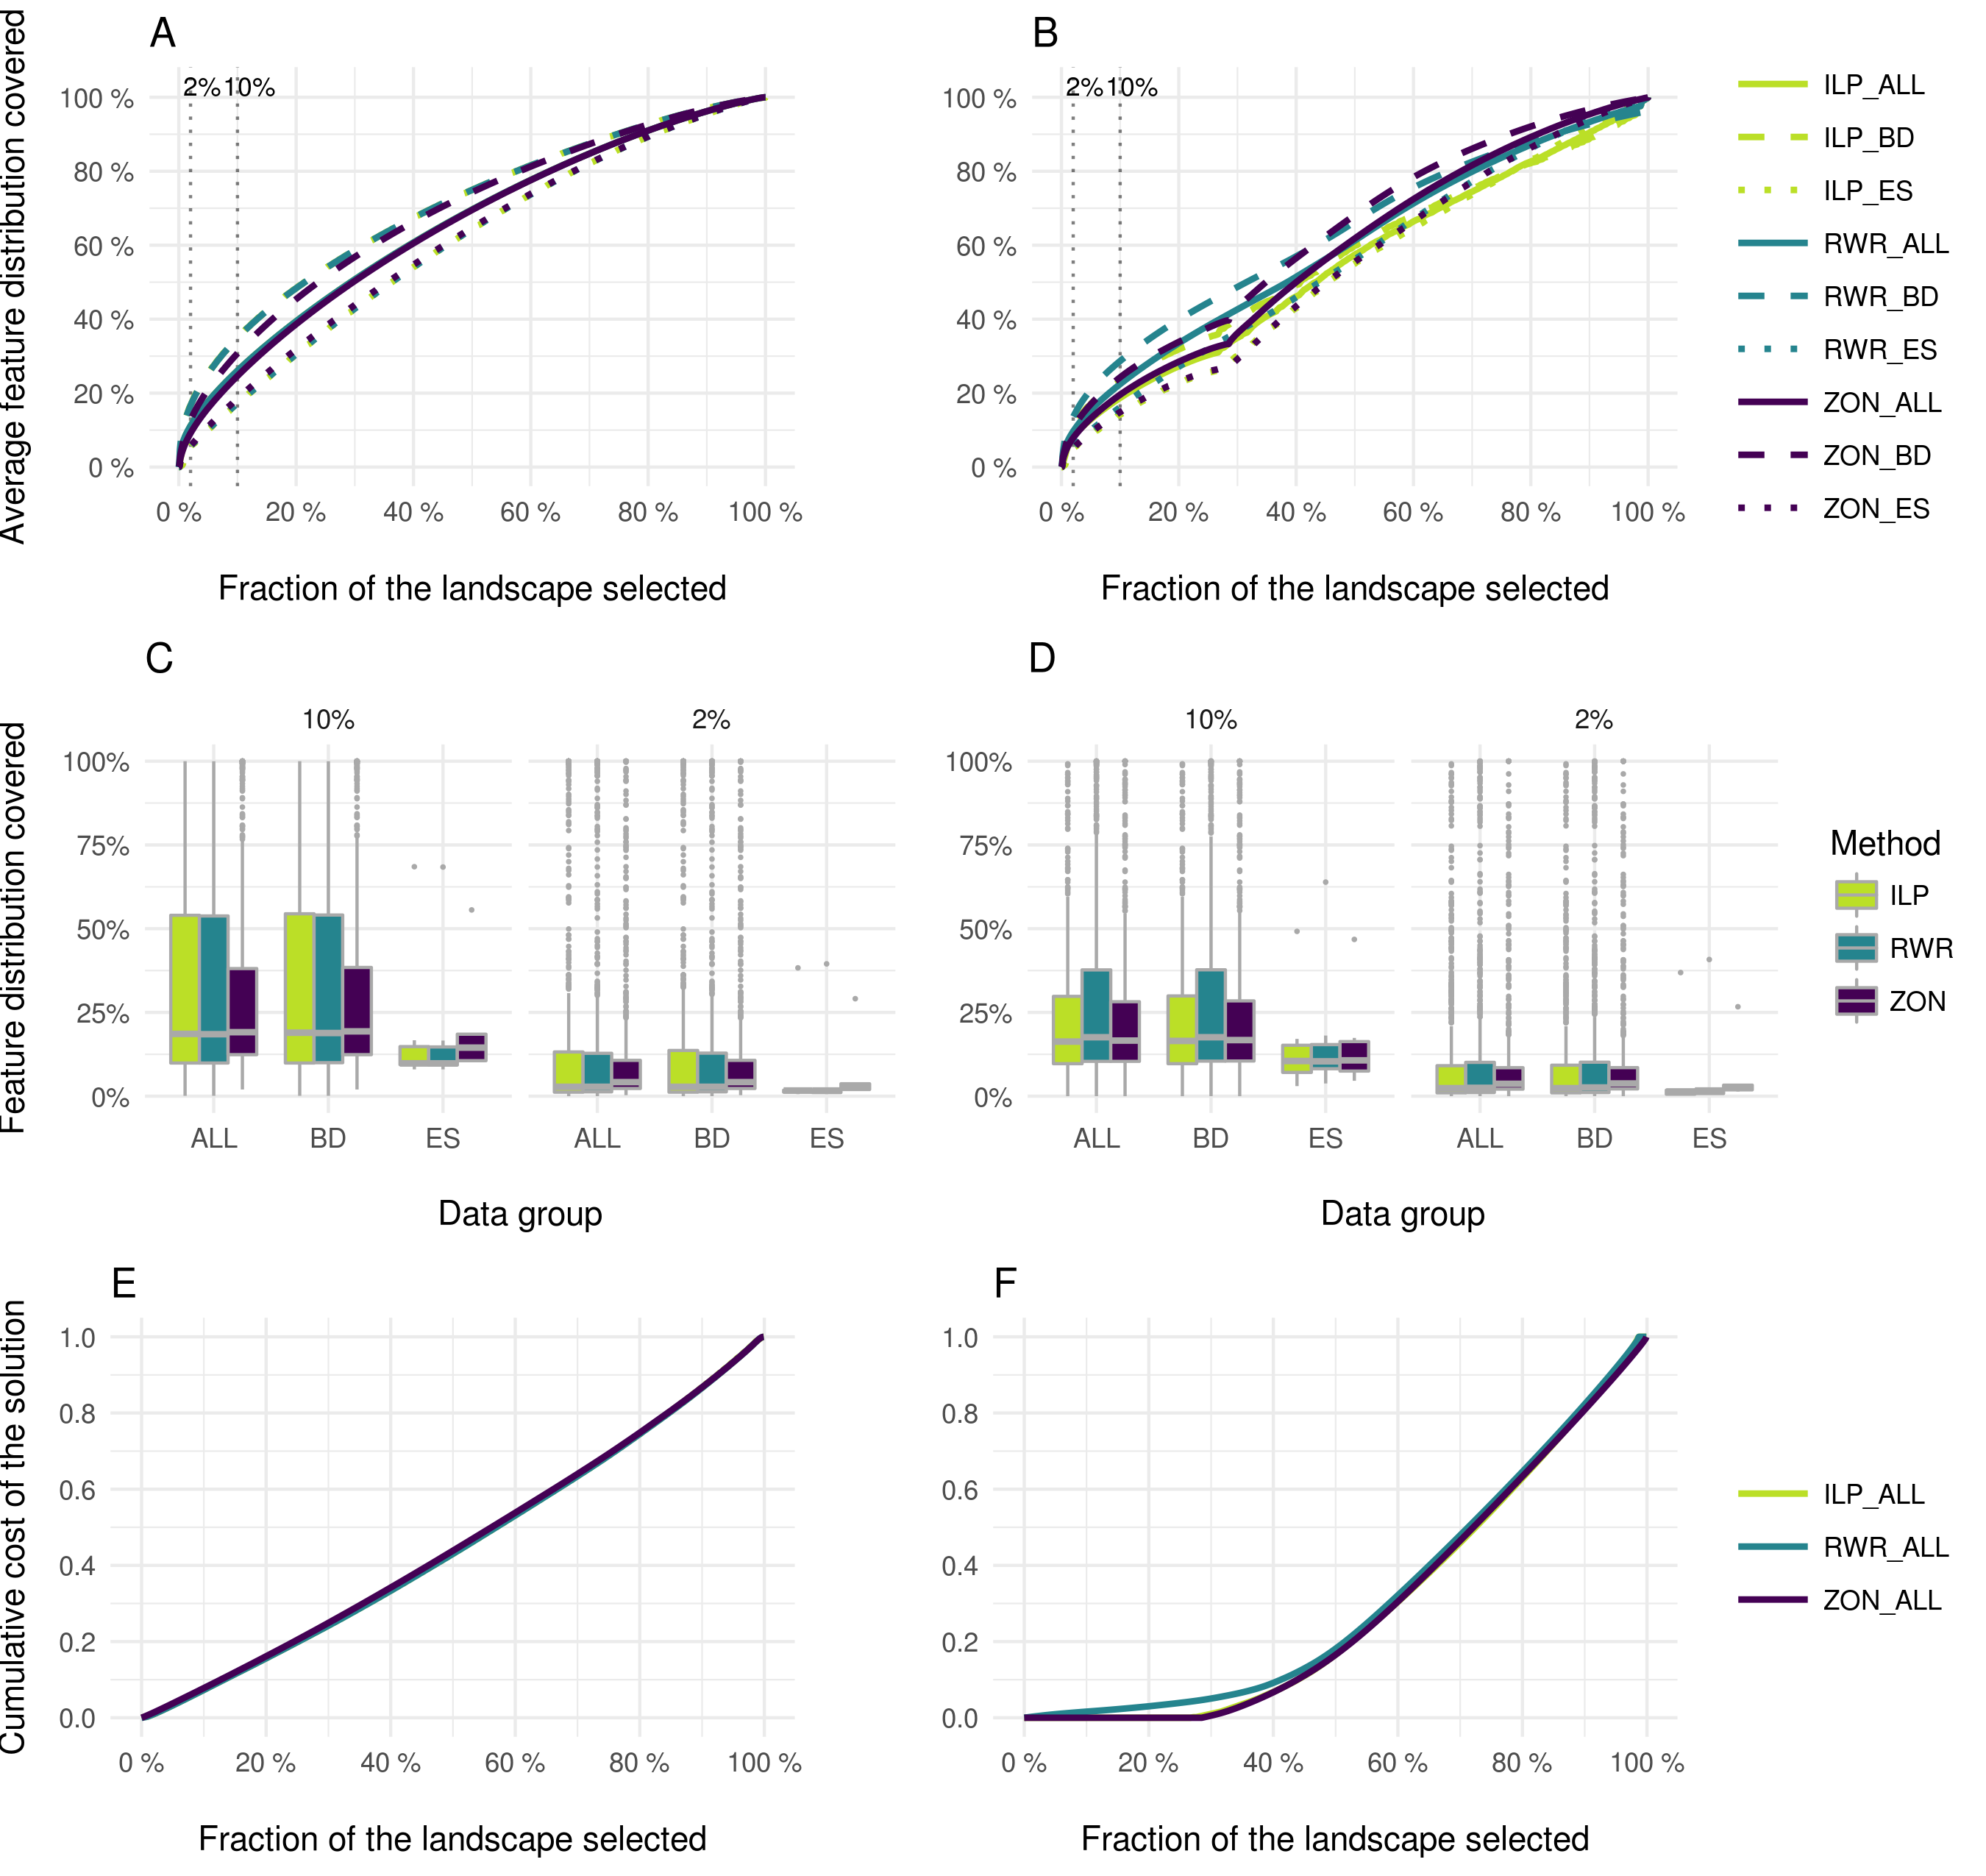 A
Average feature distribution covered
100 %
80 %
60 %
40 %
20 %
0 %
2%
10%
0 %
20 %
40 %
60 %
80 %
100 %
Fraction of the landscape selected
B
100 %
80 %
60 %
40 %
20 %
0 %
2%
10%
0 %
20 %
40 %
60 %
80 %
100 %
Fraction of the landscape selected
ILP_ALL
ILP_BD
ILP_ES
RWR_ALL
RWR_BD
RWR_ES
ZON_ALL
ZON_BD
ZON_ES
C
Feature distribution covered
10%
2%
100%
75%
50%
25%
0%
ALL
BD
ES
ALL
BD
ES
Data group
D
10%
2%
100%
75%
50%
25%
0%
ALL
BD
ES
ALL
BD
ES
Data group
Method
ILP
RWR
ZON
E
Cumulative cost of the solution
1.0
0.8
0.6
0.4
0.2
0.0
0 %
20 %
40 %
60 %
80 %
100 %
Fraction of the landscape selected
F
1.0
0.8
0.6
0.4
0.2
0.0
0 %
20 %
40 %
60 %
80 %
100 %
Fraction of the landscape selected
ILP_ALL
RWR_ALL
ZON_ALL